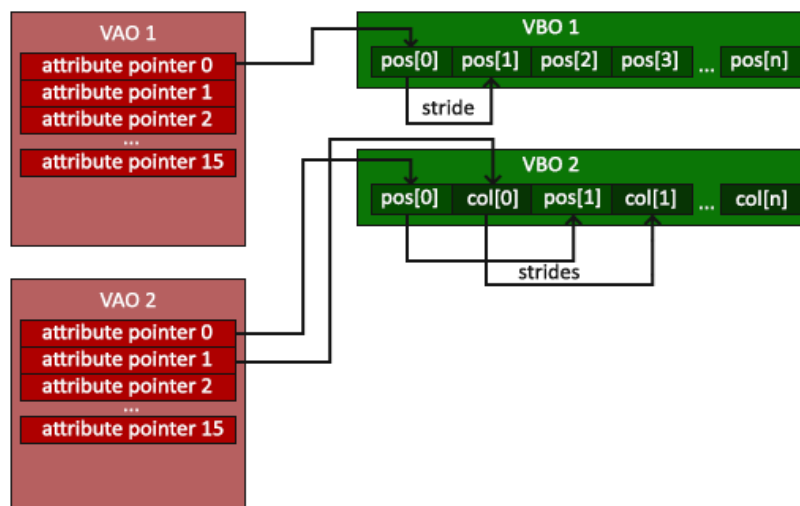 VAO 1
attribute pointer 0
attribute pointer 1
attribute pointer 2
...
attribute pointer 15
VBO 1
pos[0] pos[1] pos[2] pos[3] ... pos[n]
stride
VBO 2
pos[0] col[0] pos[1] col[1] ... col[n]
strides
VAO 2
attribute pointer 0
attribute pointer 1
attribute pointer 2
...
attribute pointer 15